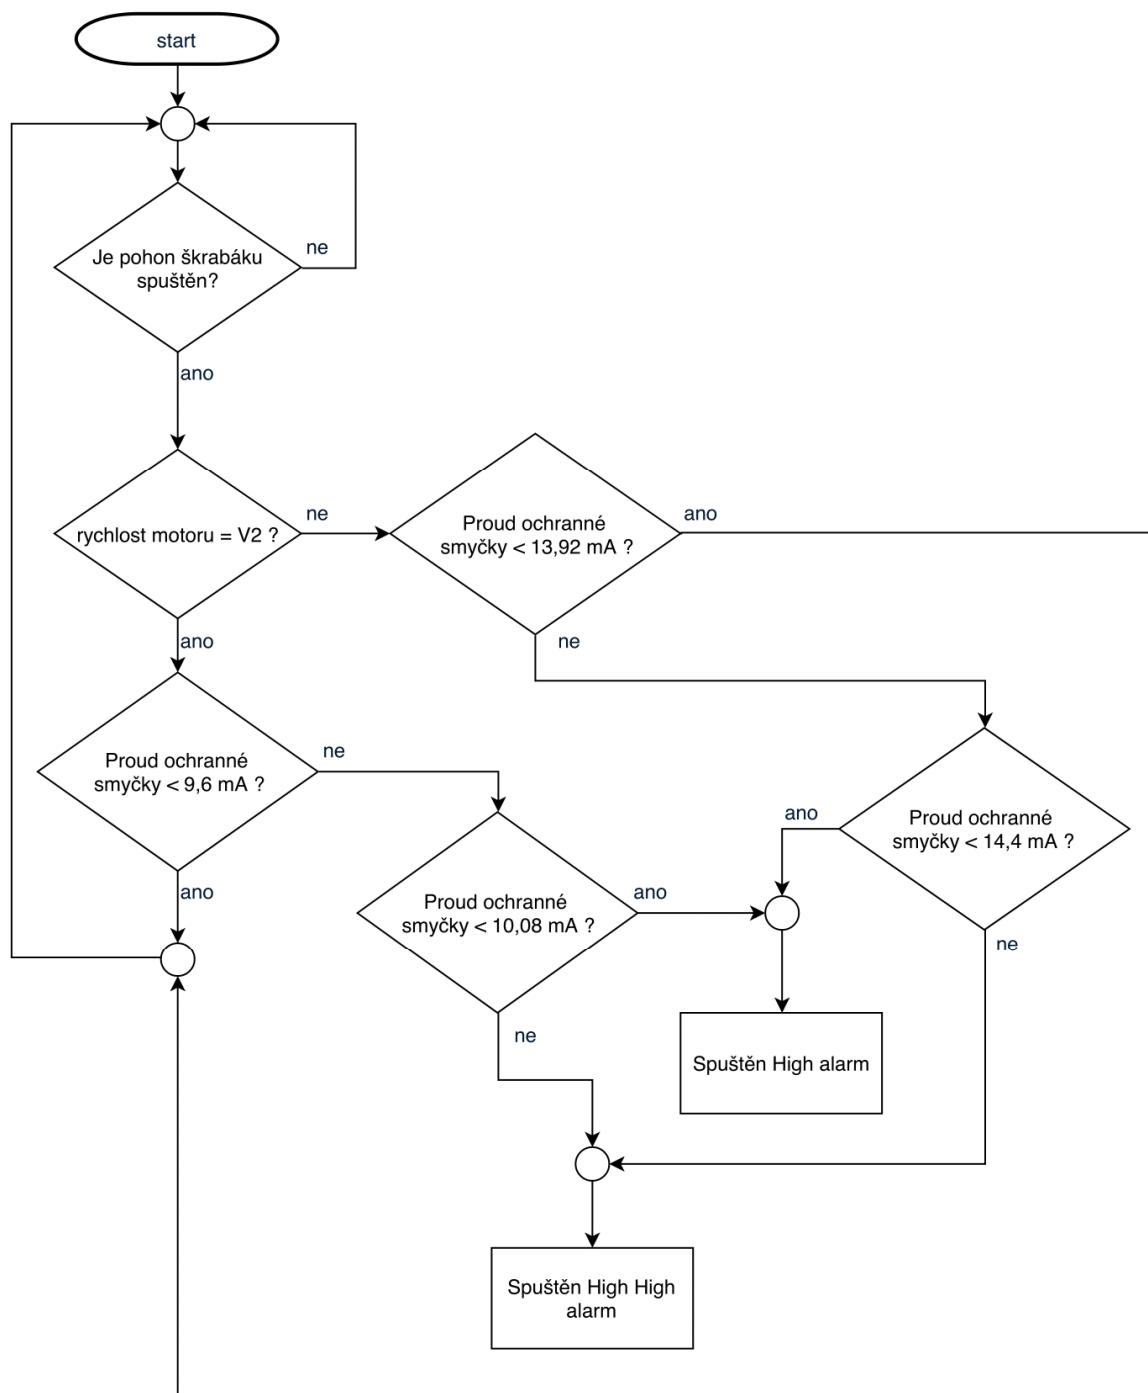 start
Je pohon škrabáku
spuštěn?
ne
ano
rychlost motoru = V2 ?
ne
Proud ochranné
smyčky < 13,92 mA ?
ano
ano
ne
Proud ochranné
smyčky < 9,6 mA ?
ne
ano
Proud ochranné
smyčky < 14,4 mA ?
ano
ano
Proud ochranné
smyčky < 10,08 mA ?
ne
ne
Spuštěn High alarm
Spuštěn High High
alarm